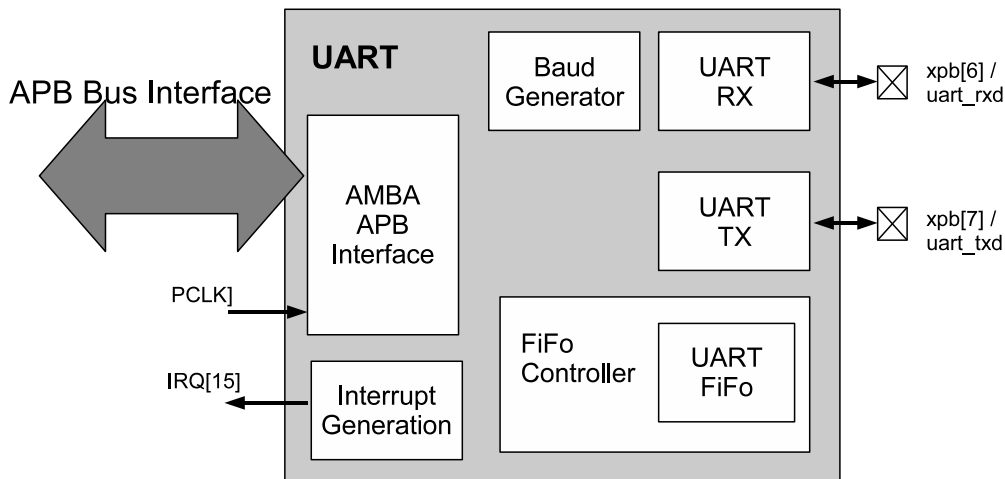 UART
APB Bus Interface
Baud
Generator
UART
RX
xpb[6] /
uart_rxd
AMBA
APB
Interface
UART
TX
xpb[7] /
uart_txd
PCLK]
IRQ[15]
Interrupt
Generation
FiFo
Controller
UART
FiFo